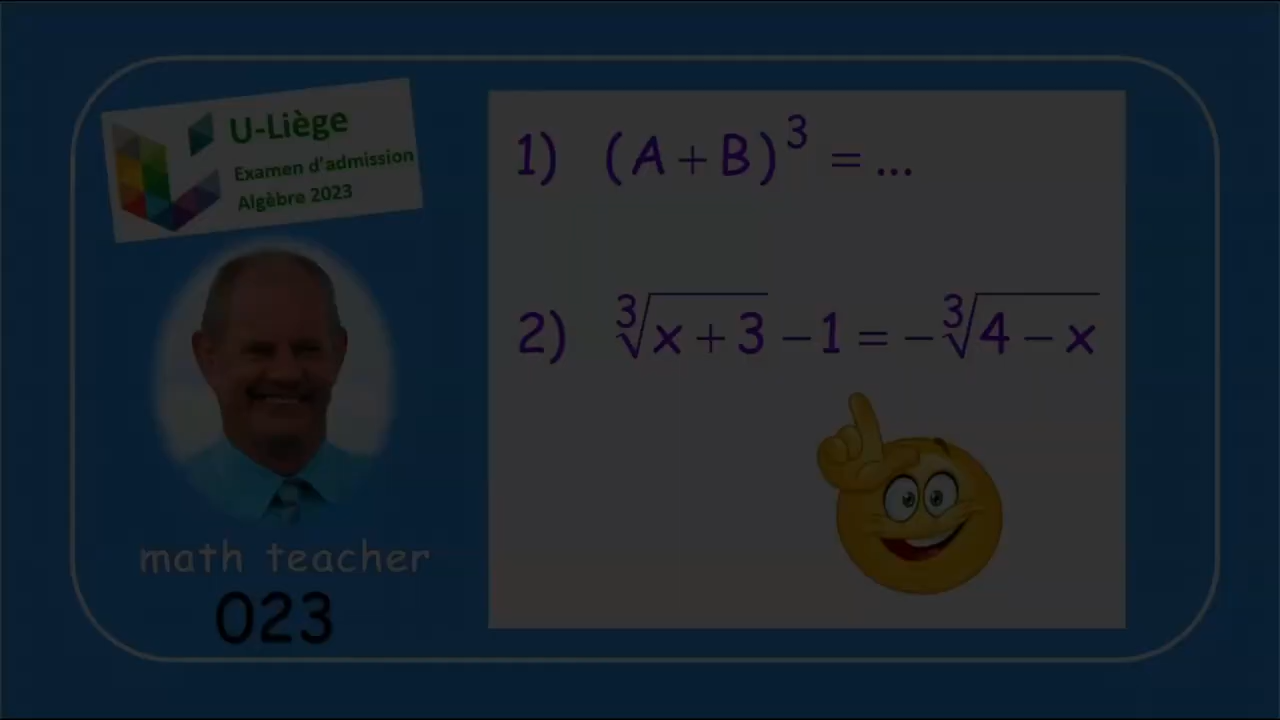 U-Liège
Examen d'admission
Algèbre 2023
math teacher
023
1) (A + B)³ = ...
2) ∛(x + 3) − 1 = −∛(4 − x)